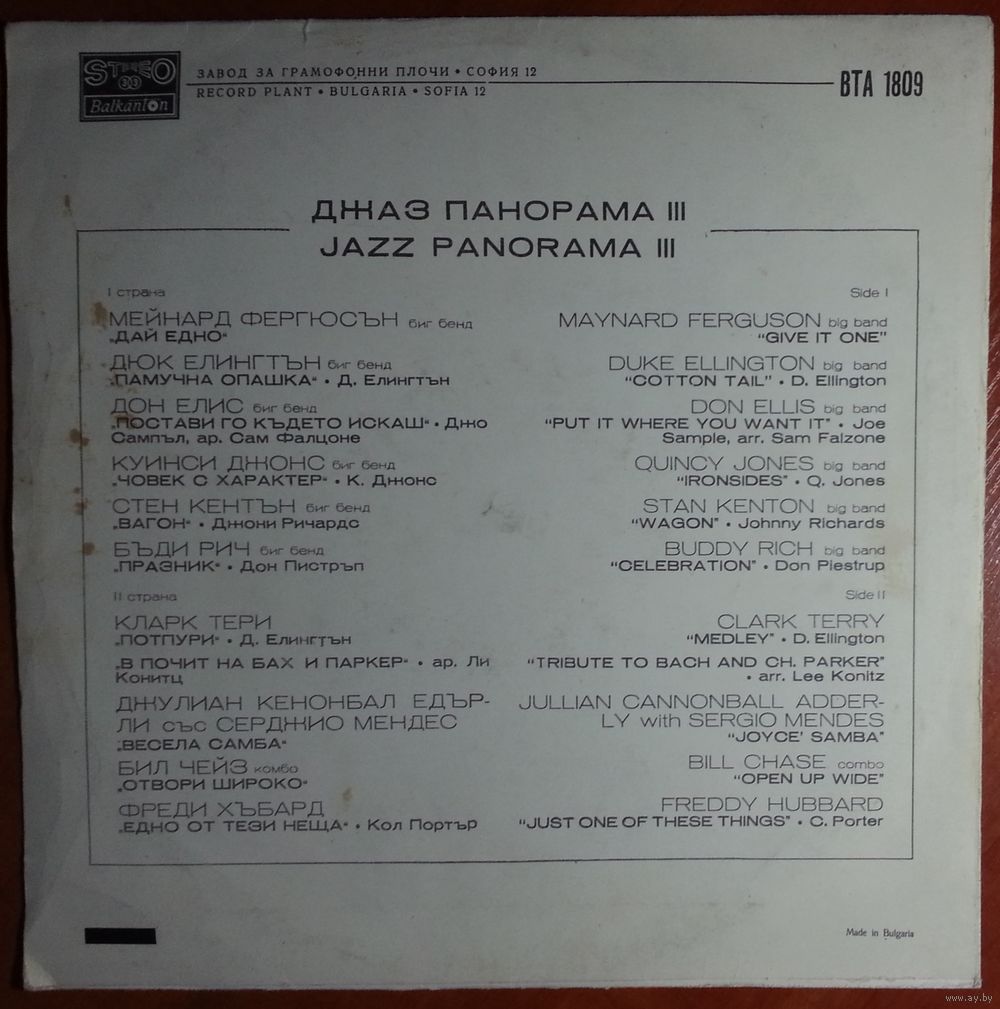 STEREO
33
Balkanton
ЗАВОД ЗА ГРАМОФОННИ ПЛОЧИ • СОФИЯ 12
RECORD PLANT • BULGARIA • SOFIA 12
ВТА 1809
ДЖАЗ ПАНОРАМА III
JAZZ PANORAMA III
I страна
МЕЙНАРД ФЕРГЮСЪН биг бенд
„ДАЙ ЕДНО“
ДЮК ЕЛИНГТЪН биг бенд
„ПАМУЧНА ОПАШКА“ • Д. Елингтън
ДОН ЕЛИС биг бенд
„ПОСТАВИ ГО КЪДЕТО ИСКАШ“ • Джо
Сампъл, ар. Сам Фалцоне
КУИНСИ ДЖОНС биг бенд
„ЧОВЕК С ХАРАКТЕР“ • К. Джонс
СТЕН КЕНТЪН биг бенд
„ВАГОН“ • Джони Ричардс
БЪДИ РИЧ биг бенд
„ПРАЗНИК“ • Дон Пистръп
II страна
КЛАРК ТЕРИ
„ПОТПУРИ“ • Д. Елингтън
„В ПОЧИТ НА БАХ И ПАРКЕР“ • ар. Ли
Конитц
ДЖУЛИАН КЕНОНБАЛ ЕДЪР-
ЛИ със СЕРДЖИО МЕНДЕС
„ВЕСЕЛА САМБА“
БИЛ ЧЕЙЗ комбо
„ОТВОРИ ШИРОКО“
ФРЕДИ ХЪБАРД
„ЕДНО ОТ ТЕЗИ НЕЩА“ • Кол Портър
Side I
MAYNARD FERGUSON big band
“GIVE IT ONE”
DUKE ELLINGTON big band
“COTTON TAIL” • D. Ellington
DON ELLIS big band
“PUT IT WHERE YOU WANT IT” • Joe
Sample, arr. Sam Falzone
QUINCY JONES big band
“IRONSIDES” • Q. Jones
STAN KENTON big band
“WAGON” • Johnny Richards
BUDDY RICH big band
“CELEBRATION” • Don Piestrup
Side II
CLARK TERRY
“MEDLEY” • D. Ellington
“TRIBUTE TO BACH AND CH. PARKER”
• arr. Lee Konitz
JULLIAN CANNONBALL ADDER-
LY with SERGIO MENDES
“JOYCE’ SAMBA”
BILL CHASE combo
“OPEN UP WIDE”
FREDDY HUBBARD
“JUST ONE OF THESE THINGS” • C. Porter
Made in Bulgaria
www.ay.by